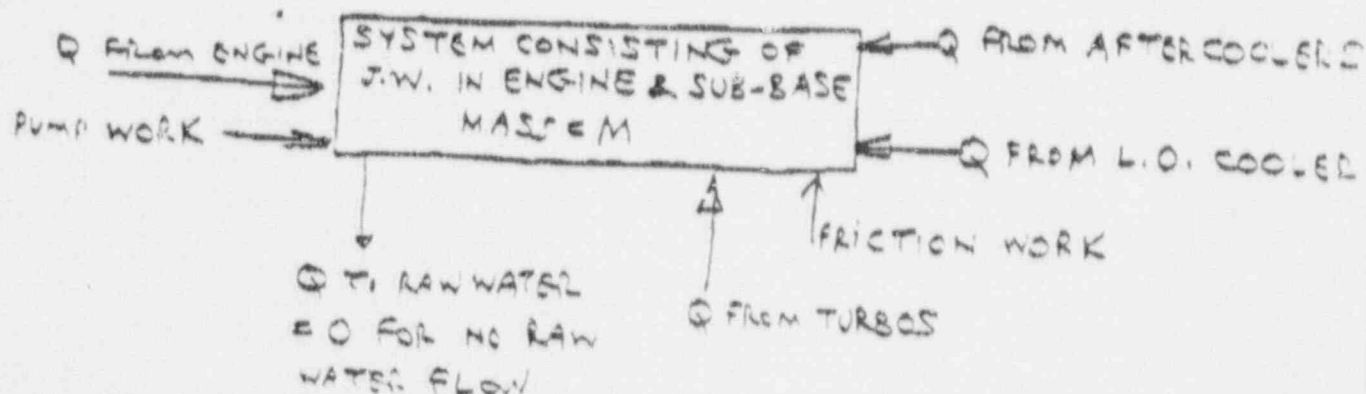 Q FROM ENGINE
PUMP WORK
SYSTEM CONSISTING OF
J.W. IN ENGINE & SUB-BASE
MASS = M
Q FROM AFTERCOOLERS
Q FROM L.O. COOLER
FRICTION WORK
Q FROM TURBOS
Q TO RAW WATER
= 0 FOR NO RAW
WATER FLOW